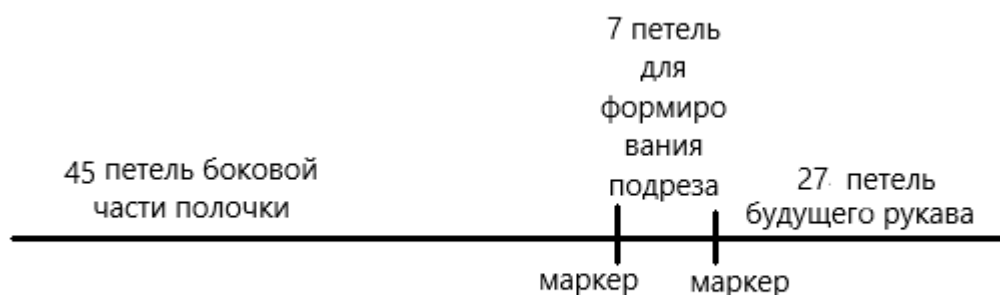 7 петель
для
формиро
вания
подреза
45 петель боковой
части полочки
27 петель
будущего рукава
маркер
маркер